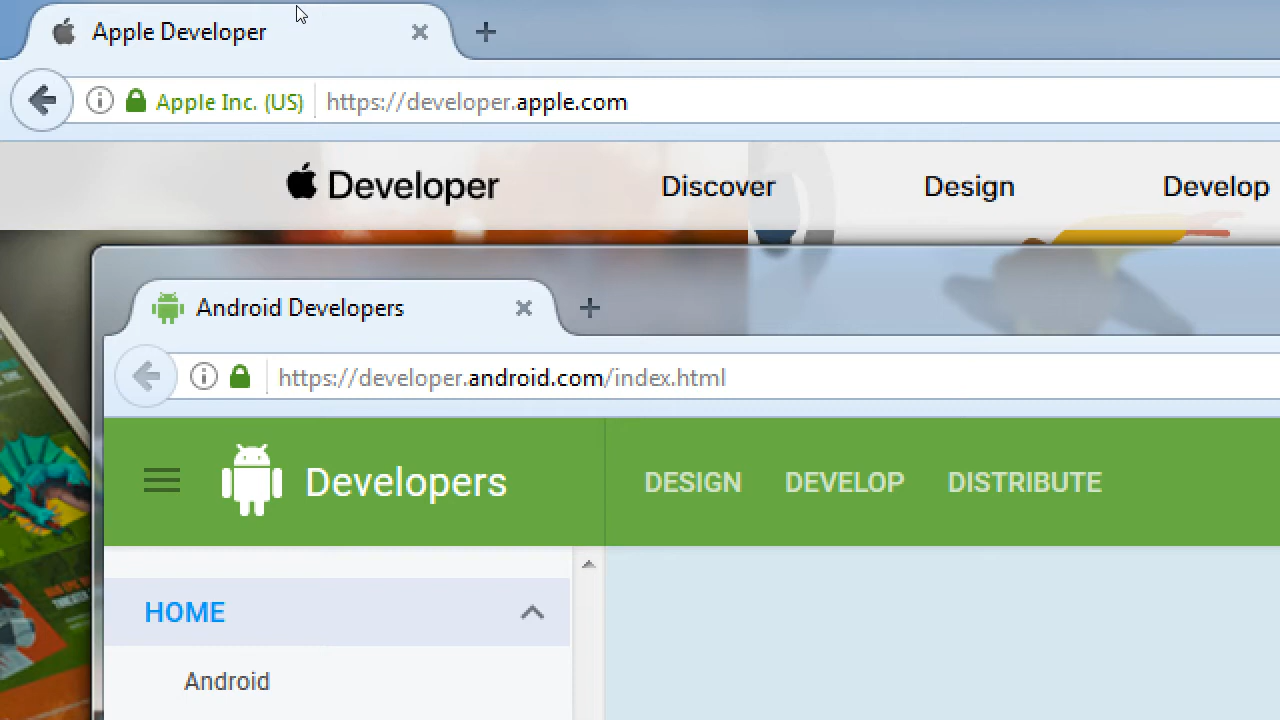 Apple Developer
Apple Inc. (US) https://developer.apple.com
Developer Discover Design Develop
Android Developers
https://developer.android.com/index.html
Developers DESIGN DEVELOP DISTRIBUTE
HOME
Android